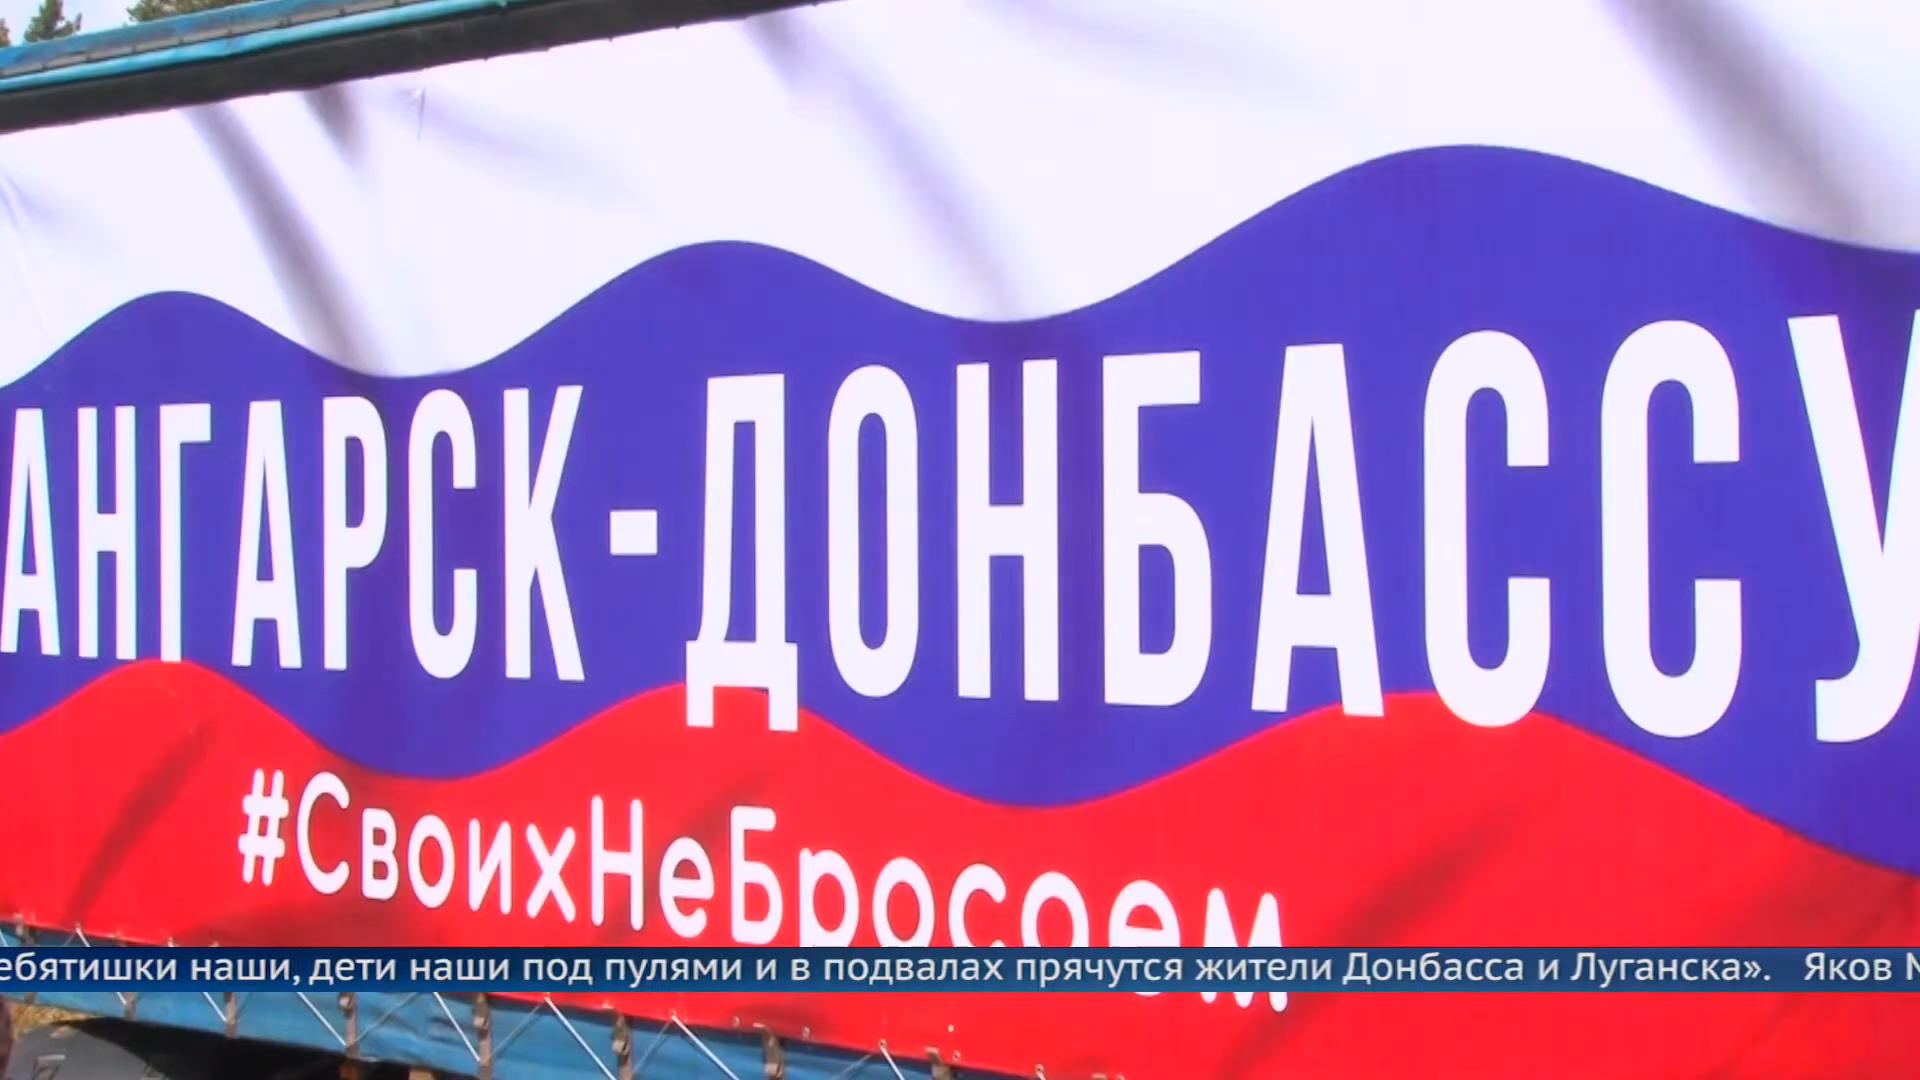 АНГАРСК-ДОНБАССУ
#СвоихНеБросаем
ебятишки наши, дети наши под пулями и в подвалах прячутся жители Донбасса и Луганска». Яков